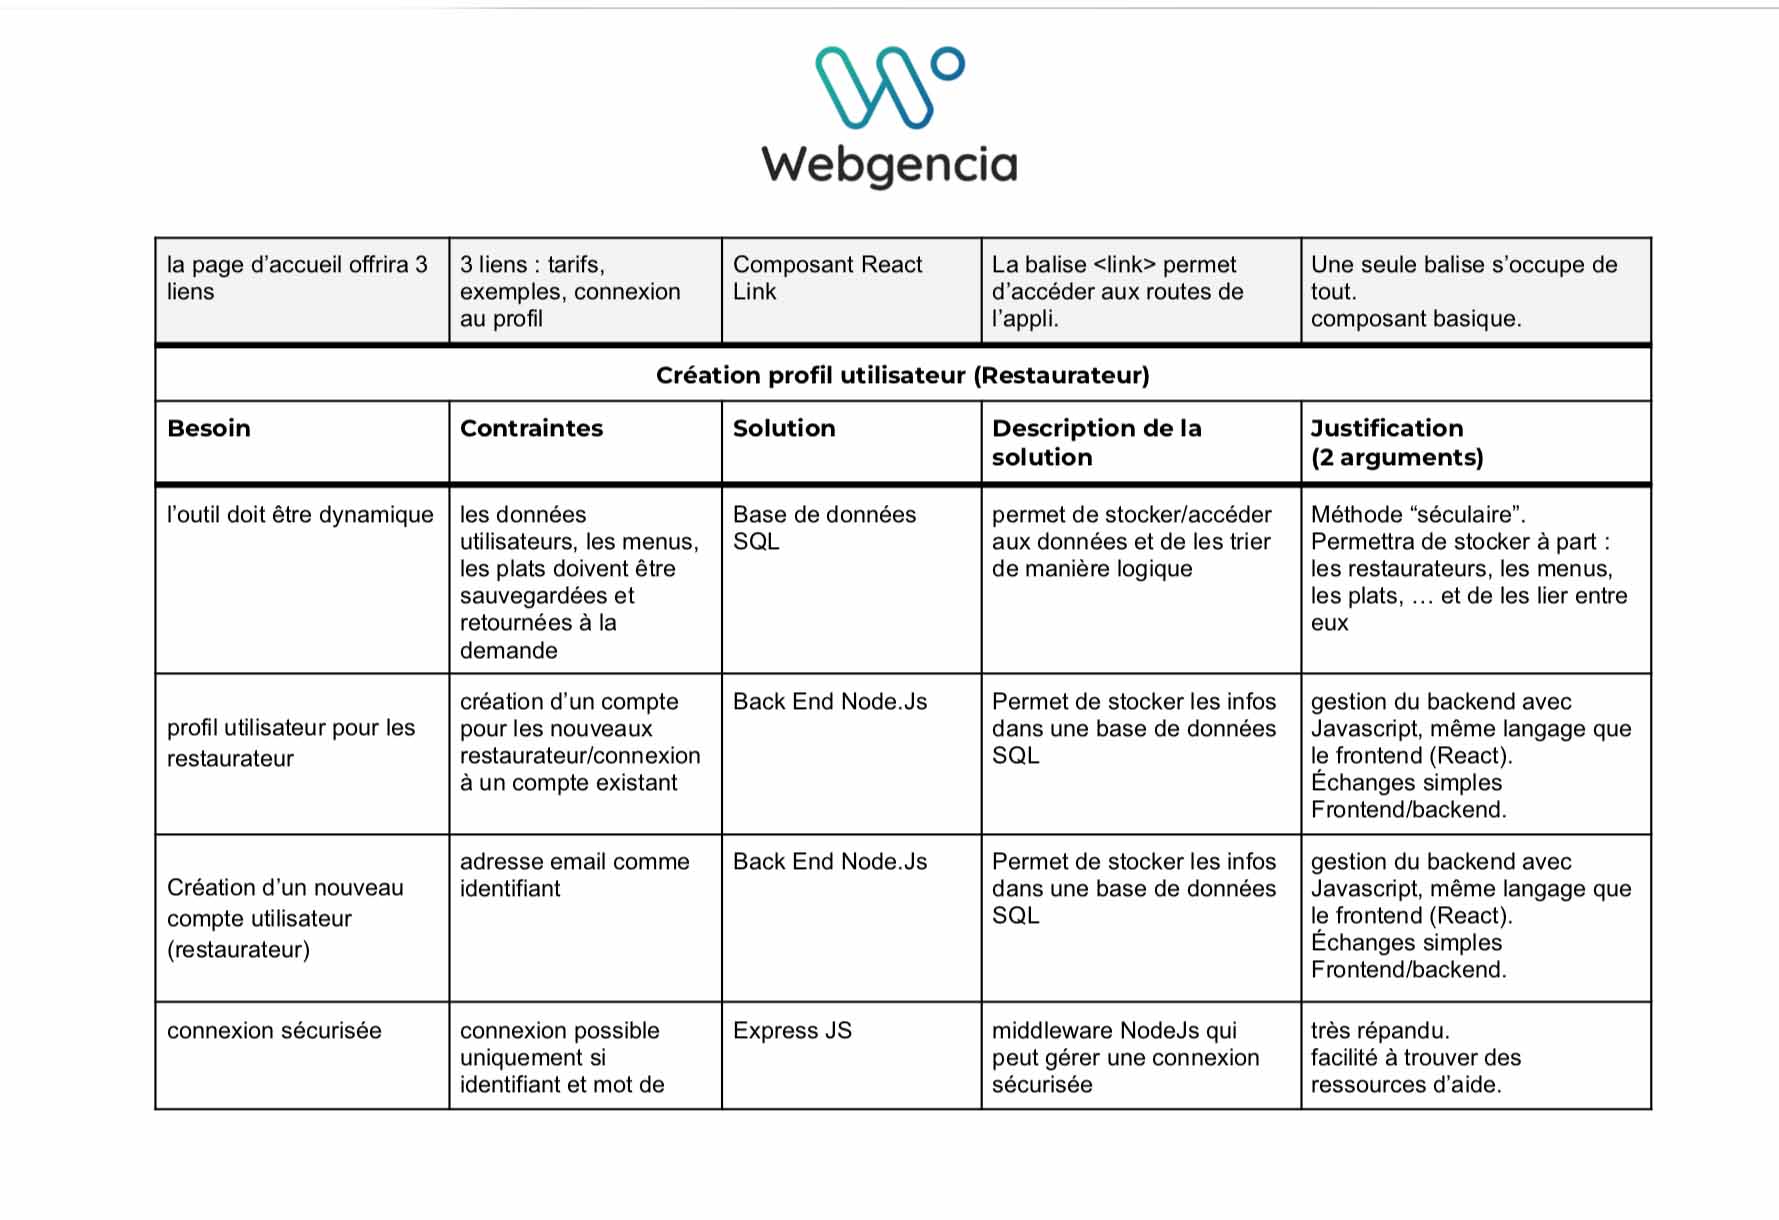 Webgencia
la page d’accueil offrira 3
liens
3 liens : tarifs,
exemples, connexion
au profil
Composant React
Link
La balise <link> permet
d’accéder aux routes de
l’appli.
Une seule balise s’occupe de
tout.
composant basique.
Création profil utilisateur (Restaurateur)
Besoin
Contraintes
Solution
Description de la
solution
Justification
(2 arguments)
l’outil doit être dynamique
les données
utilisateurs, les menus,
les plats doivent être
sauvegardées et
retournées à la
demande
Base de données
SQL
permet de stocker/accéder
aux données et de les trier
de manière logique
Méthode “séculaire”.
Permettra de stocker à part :
les restaurateurs, les menus,
les plats, … et de les lier entre
eux
profil utilisateur pour les
restaurateur
création d’un compte
pour les nouveaux
restaurateur/connexion
à un compte existant
Back End Node.Js
Permet de stocker les infos
dans une base de données
SQL
gestion du backend avec
Javascript, même langage que
le frontend (React).
Échanges simples
Frontend/backend.
Création d’un nouveau
compte utilisateur
(restaurateur)
adresse email comme
identifiant
Back End Node.Js
Permet de stocker les infos
dans une base de données
SQL
gestion du backend avec
Javascript, même langage que
le frontend (React).
Échanges simples
Frontend/backend.
connexion sécurisée
connexion possible
uniquement si
identifiant et mot de
Express JS
middleware NodeJs qui
peut gérer une connexion
sécurisée
très répandu.
facilité à trouver des
ressources d’aide.